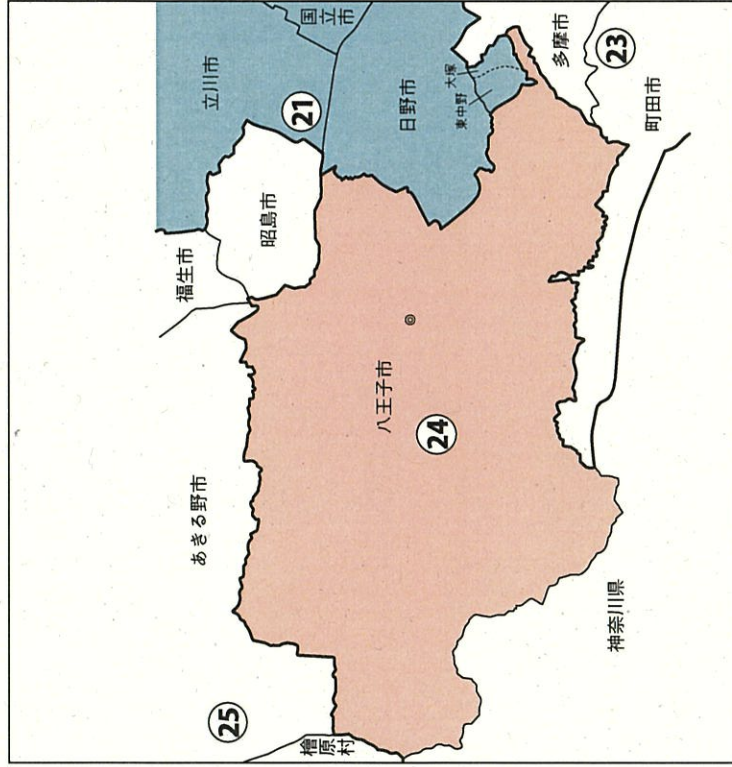 国立市
立川市
21
日野市
大塚
東中野
多摩市
23
町田市
昭島市
福生市
八王子市
24
あきる野市
神奈川県
25
檜原村